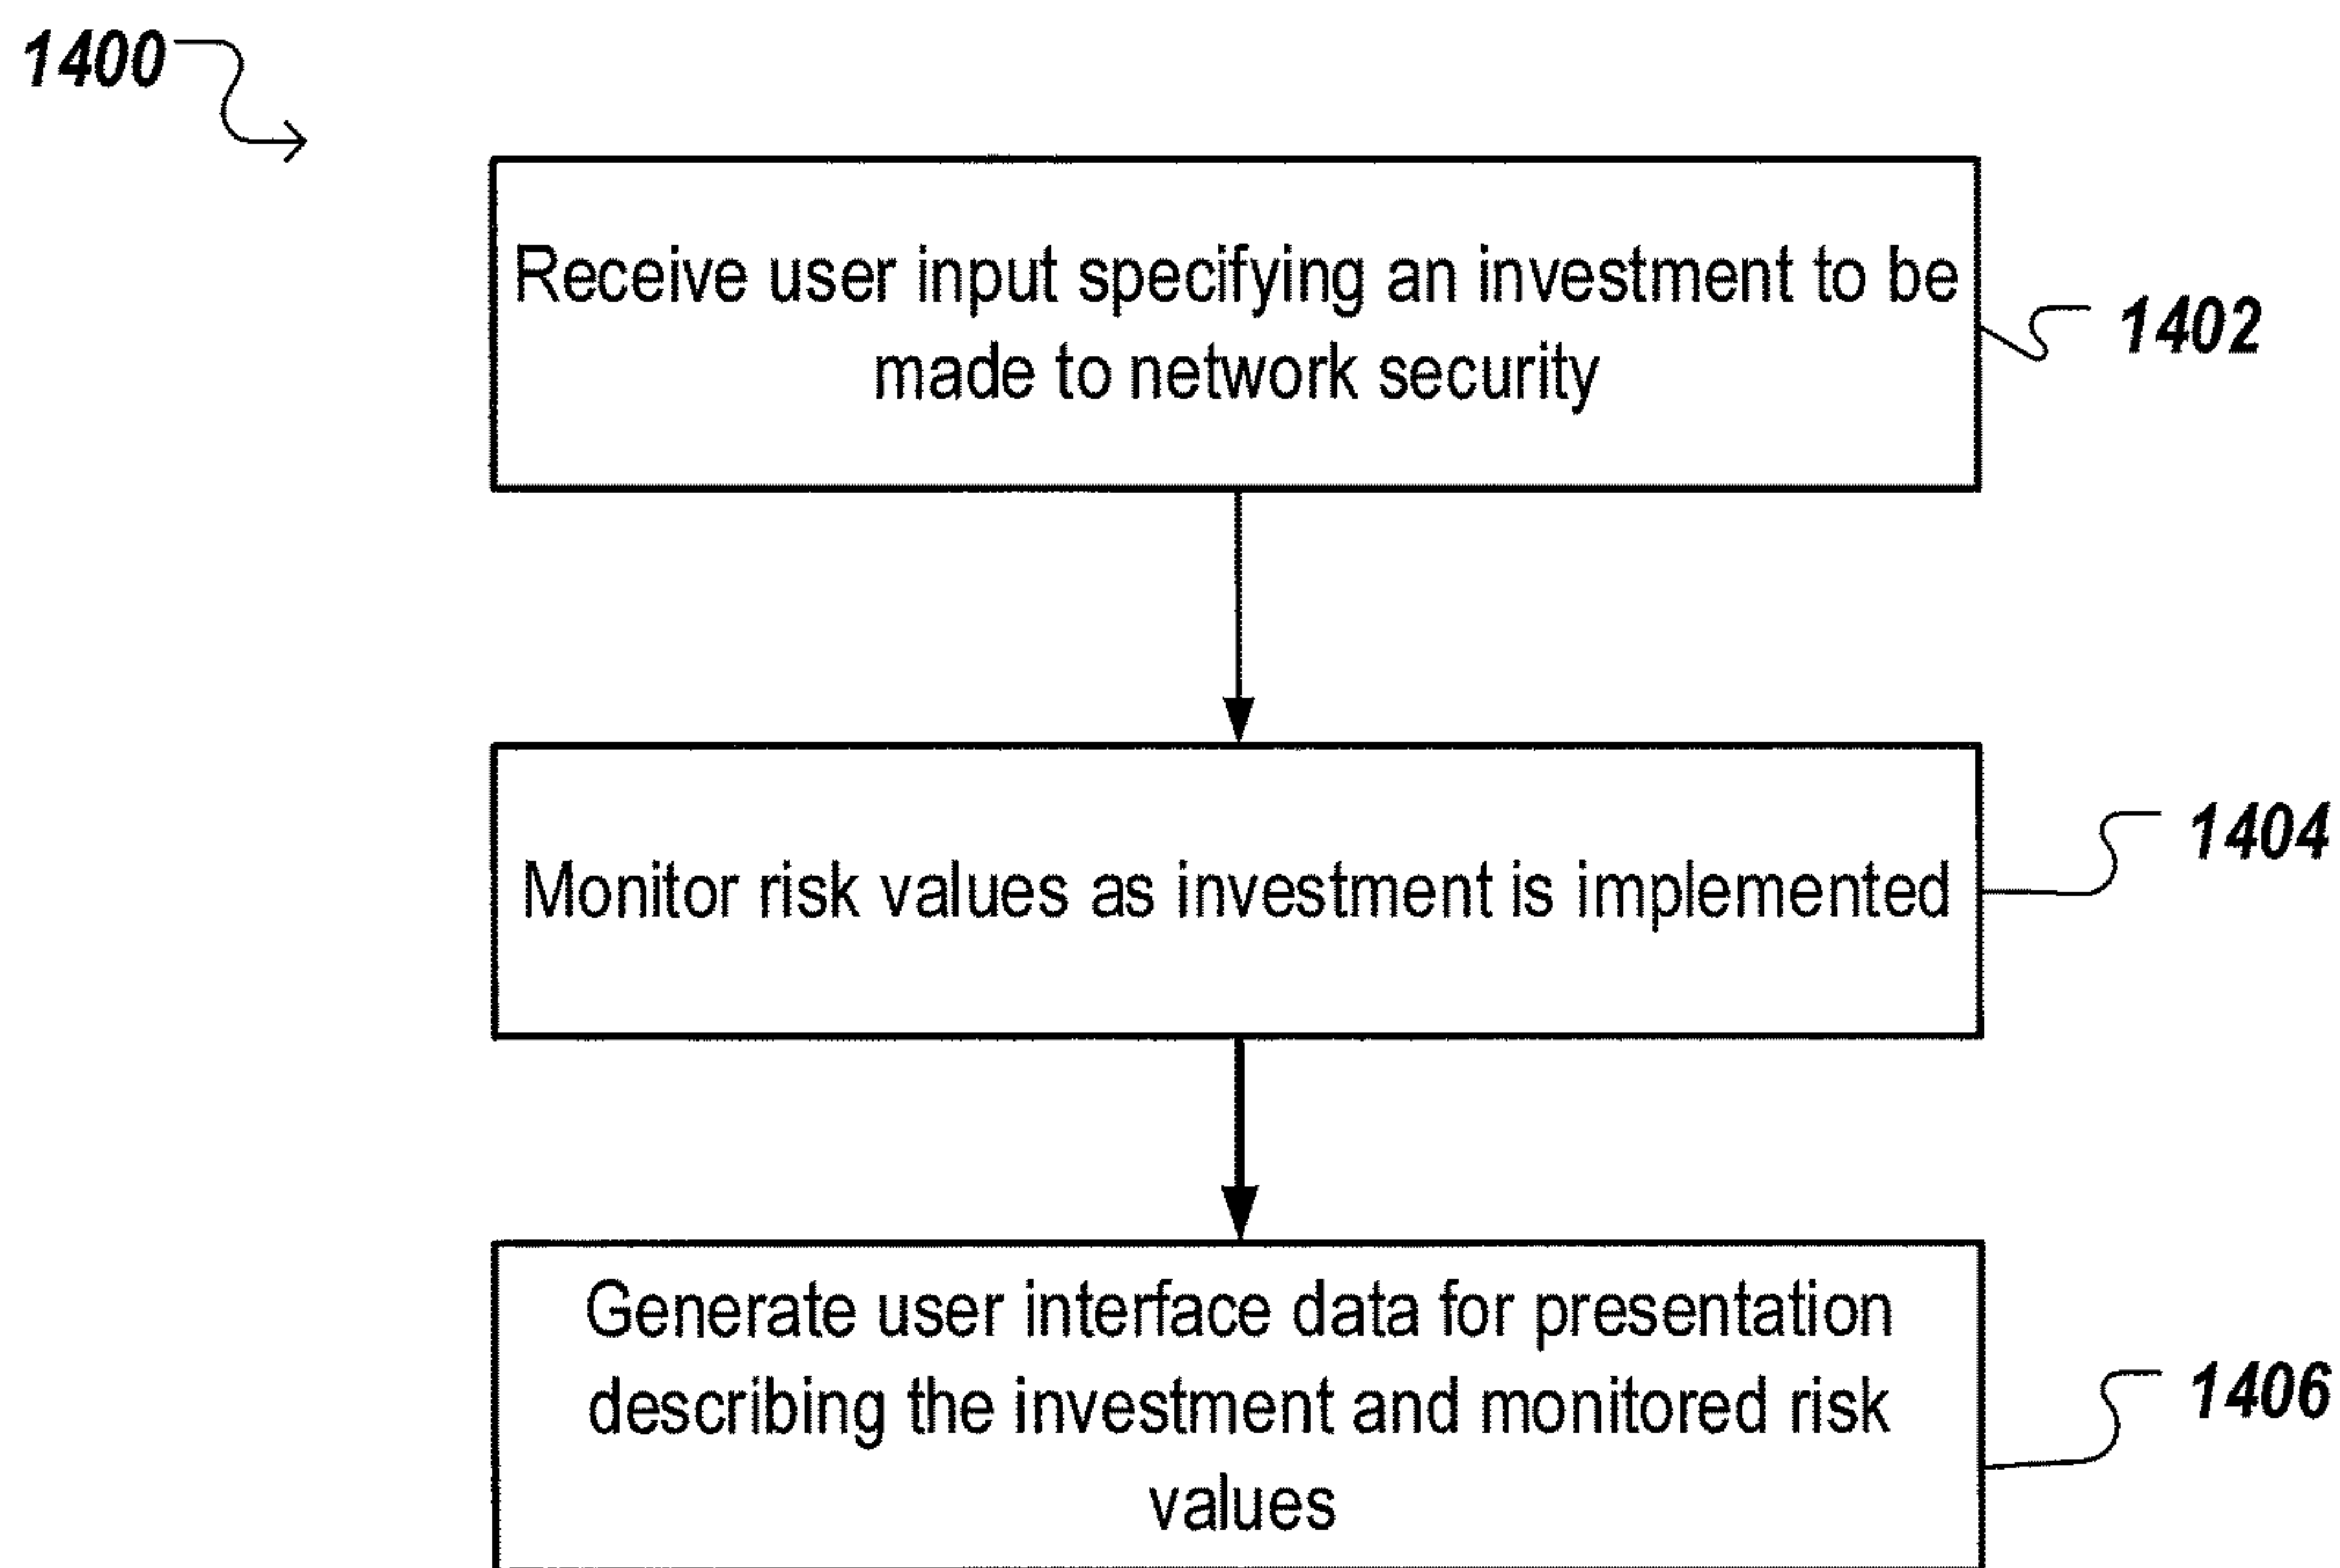 1400
Receive user input specifying an investment to be
made to network security
1402
Monitor risk values as investment is implemented
1404
Generate user interface data for presentation
describing the investment and monitored risk
values
1406